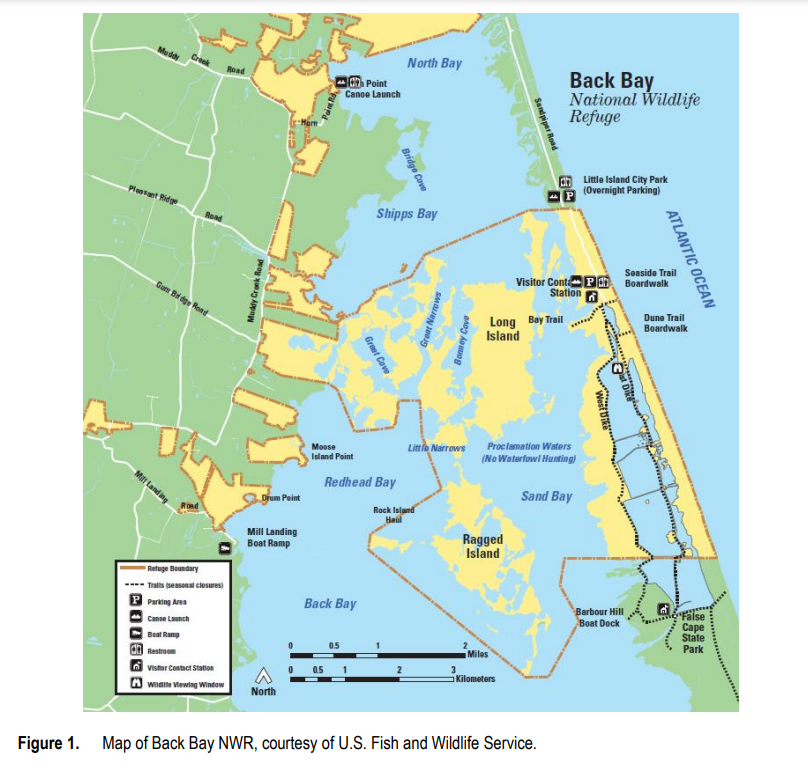 North Bay
Back Bay
National Wildlife
Refuge
Muddy Creek Road
Point
Canoe Launch
Horn Point Rd.
Sandpiper Road
Bridge Cove
Little Island City Park
(Overnight Parking)
P
Pleasant Ridge Road
Shipps Bay
ATLANTIC OCEAN
Gum Bridge Road
Muddy Creek Road
Visitor Conta
Station
P
Seaside Trail
Boardwalk
Great Narrows
Bonney Cove
Great Cove
Long
Island
Bay Trail
Dune Trail
Boardwalk
West Dike
Dike
Moose
Island Point
Little Narrows
Proclamation Waters
(No Waterfowl Hunting)
Redhead Bay
Sand Bay
Mill Landing Road
Drum Point
Rock Island
Haul
Mill Landing
Boat Ramp
Ragged
Island
Back Bay
Barbour Hill
Boat Dock
False
Cape
State
Park
Refuge Boundary
Trails (seasonal closures)
P Parking Area
Canoe Launch
Boat Ramp
Restroom
Visitor Contact Station
Wildlife Viewing Window
North
0 0.5 1 2
Miles
0 0.5 1 2 3
Kilometers
Figure 1. Map of Back Bay NWR, courtesy of U.S. Fish and Wildlife Service.